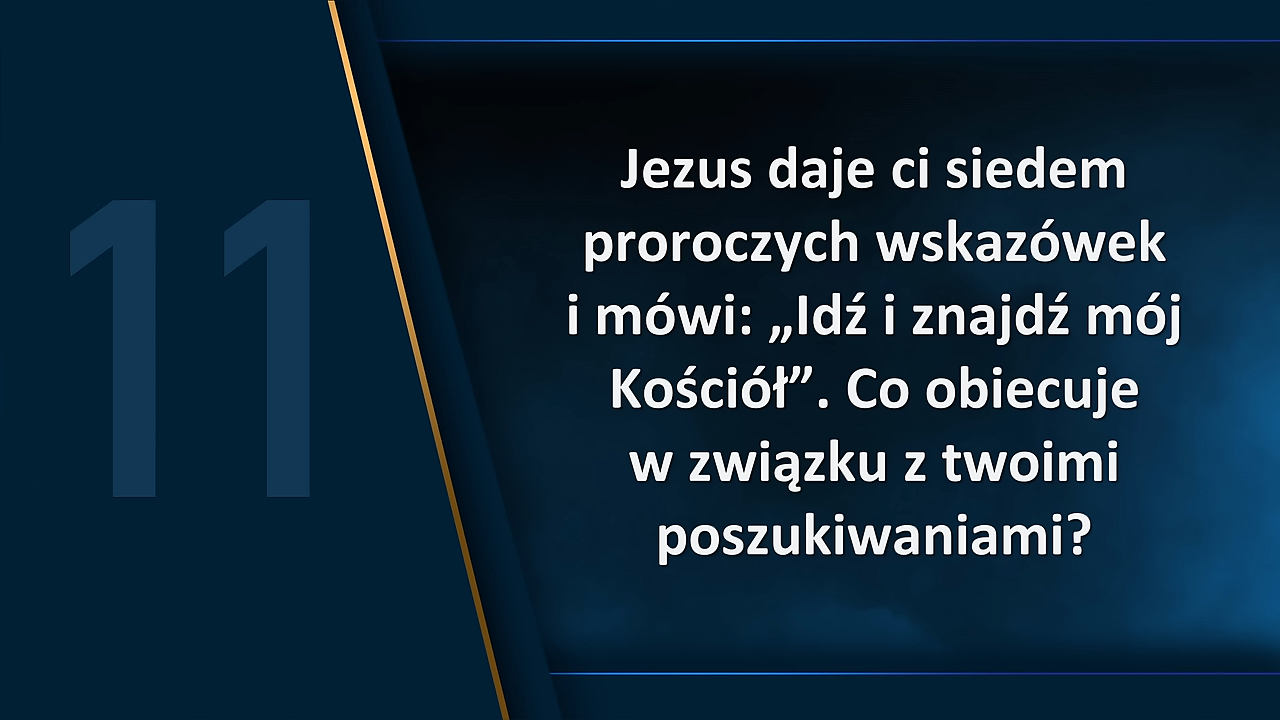 11
Jezus daje ci siedem
proroczych wskazówek
i mówi: „Idź i znajdź mój
Kościół”. Co obiecuje
w związku z twoimi
poszukiwaniami?